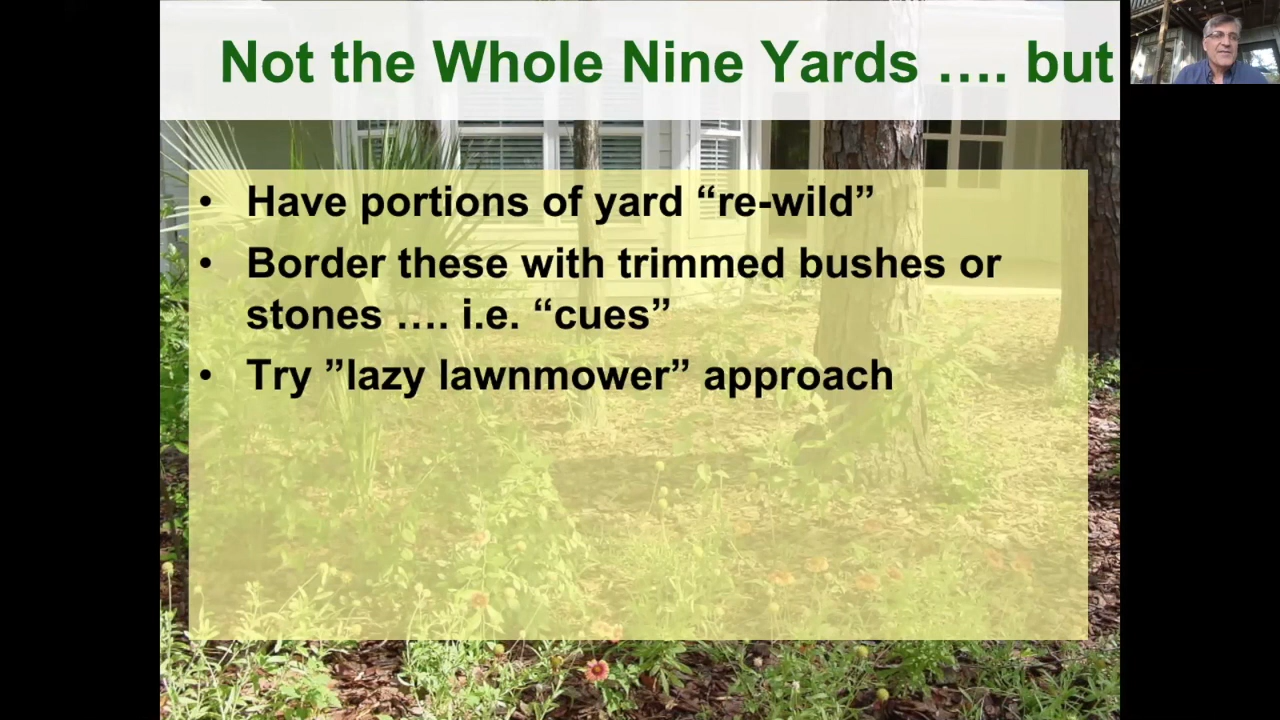 Not the Whole Nine Yards …. but
• Have portions of yard “re-wild”
• Border these with trimmed bushes or
stones …. i.e. “cues”
• Try ”lazy lawnmower” approach